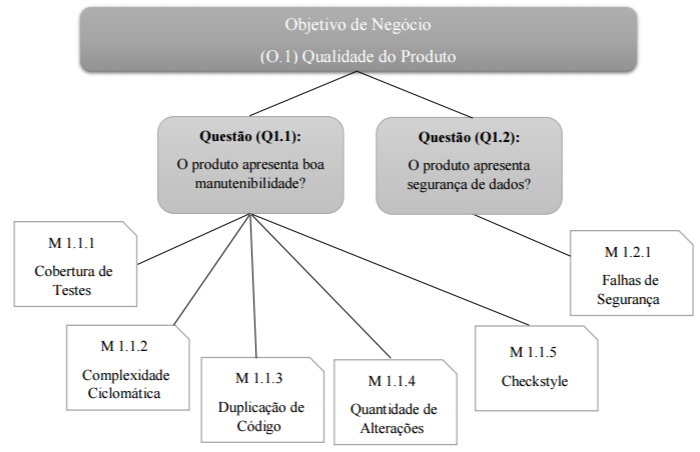 Objetivo de Negócio
(O.1) Qualidade do Produto
Questão (Q1.1):
O produto apresenta boa
manutenibilidade?
Questão (Q1.2):
O produto apresenta
segurança de dados?
M 1.1.1
Cobertura de
Testes
M 1.2.1
Falhas de
Segurança
M 1.1.2
Complexidade
Ciclomática
M 1.1.3
Duplicação de
Código
M 1.1.4
Quantidade de
Alterações
M 1.1.5
Checkstyle